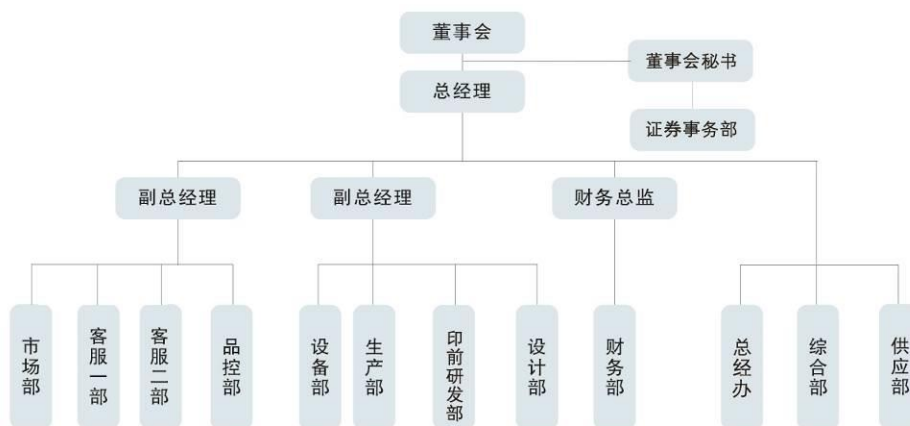 董事会
董事会秘书
总经理
证券事务部
副总经理
副总经理
财务总监
市场部
客服一部
客服二部
品控部
设备部
生产部
印前研发部
设计部
财务部
总经办
综合部
供应部